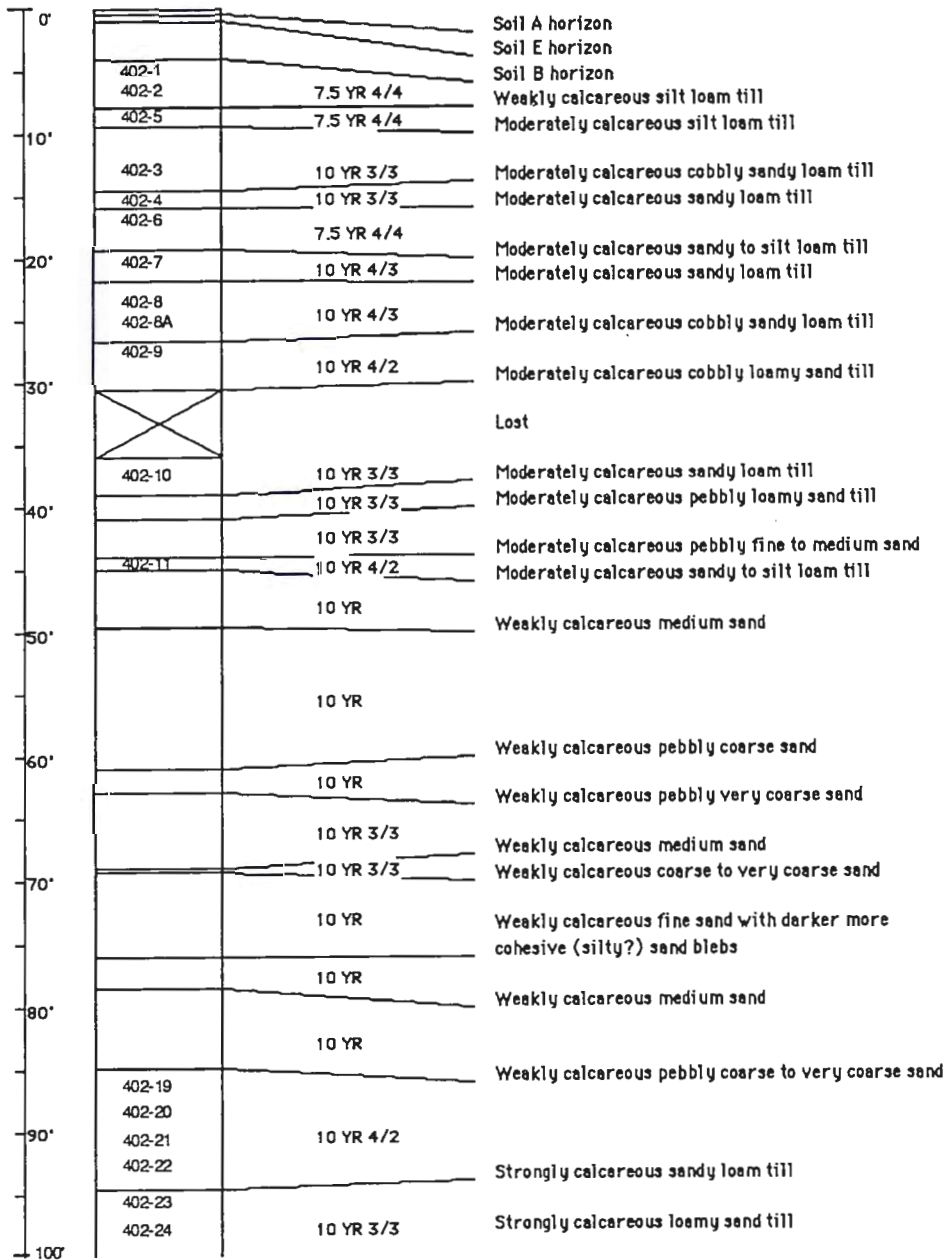 0'
Soil A horizon
Soil E horizon
Soil B horizon
402-1
402-2 7.5 YR 4/4 Weakly calcareous silt loam till
402-5 7.5 YR 4/4 Moderately calcareous silt loam till
10'
402-3 10 YR 3/3 Moderately calcareous cobbly sandy loam till
402-4 10 YR 3/3 Moderately calcareous sandy loam till
402-6
7.5 YR 4/4 Moderately calcareous sandy to silt loam till
20' 402-7 10 YR 4/3 Moderately calcareous sandy loam till
402-8
402-8A 10 YR 4/3 Moderately calcareous cobbly sandy loam till
402-9
10 YR 4/2 Moderately calcareous cobbly loamy sand till
30'
Lost
402-10 10 YR 3/3 Moderately calcareous sandy loam till
10 YR 3/3 Moderately calcareous pebbly loamy sand till
40'
10 YR 3/3 Moderately calcareous pebbly fine to medium sand
402-11 10 YR 4/2 Moderately calcareous sandy to silt loam till
10 YR Weakly calcareous medium sand
50'
10 YR
Weakly calcareous pebbly coarse sand
60'
10 YR Weakly calcareous pebbly very coarse sand
10 YR 3/3 Weakly calcareous medium sand
10 YR 3/3 Weakly calcareous coarse to very coarse sand
70'
10 YR Weakly calcareous fine sand with darker more
cohesive (silty?) sand blebs
10 YR
Weakly calcareous medium sand
80'
10 YR
Weakly calcareous pebbly coarse to very coarse sand
402-19
402-20
90' 402-21 10 YR 4/2
402-22 Strongly calcareous sandy loam till
402-23
402-24 10 YR 3/3 Strongly calcareous loamy sand till
100'